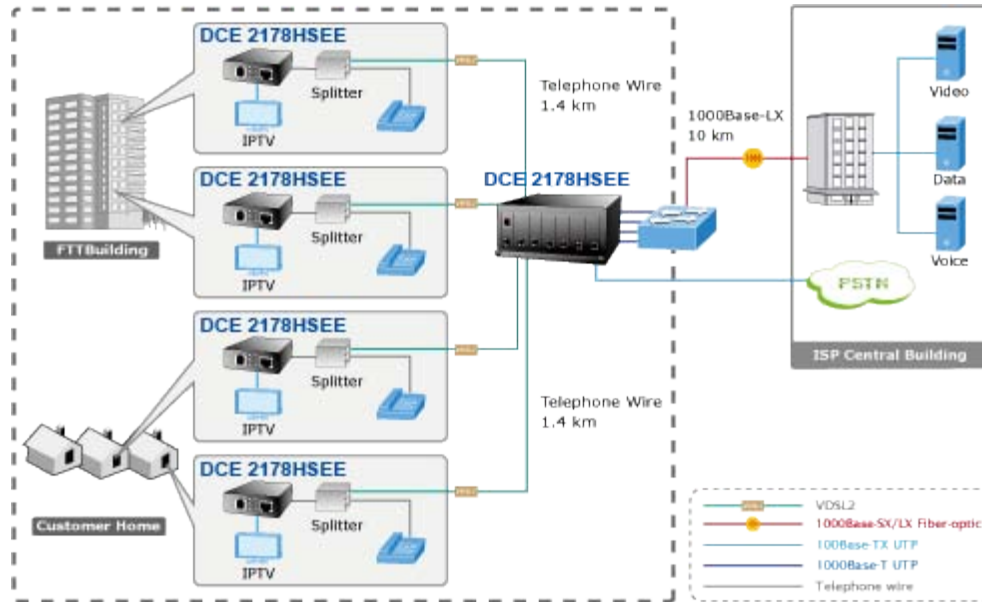 DCE 2178HSEE
Splitter
IPTV
Telephone Wire
1.4 km
1000Base-LX
10 km
Video
Data
Voice
DCE 2178HSEE
Splitter
IPTV
FTTBuilding
DCE 2178HSEE
PSTN
ISP Central Building
DCE 2178HSEE
Splitter
IPTV
Telephone Wire
1.4 km
DCE 2178HSEE
Splitter
IPTV
Customer Home
VDSL2
1000Base-SX/LX Fiber-optic
100Base-TX UTP
1000Base-T UTP
Telephone wire